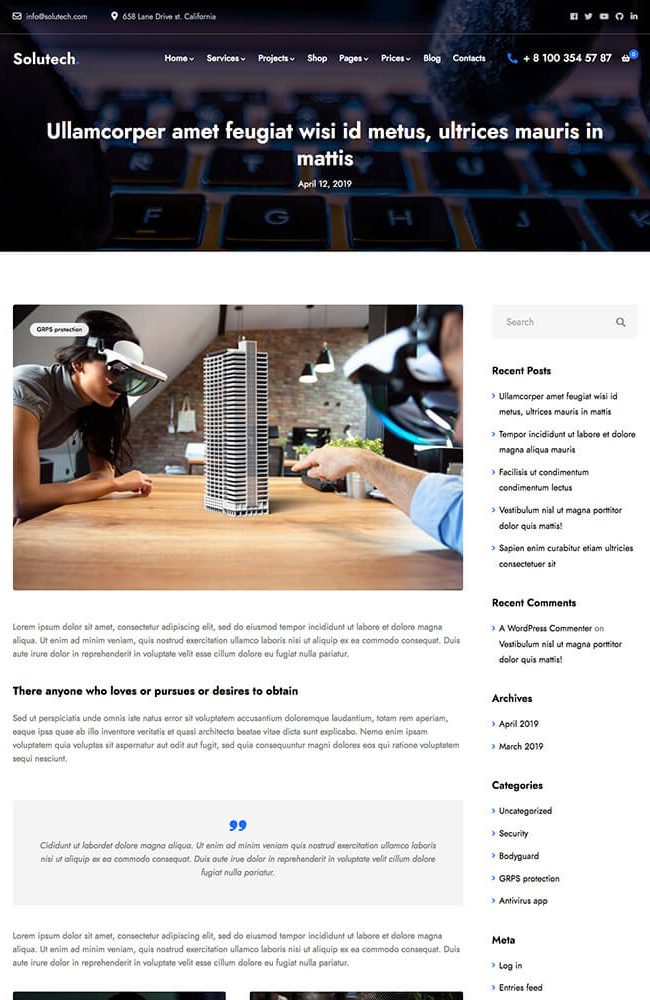 info@solutech.com 658 Lane Drive st. California
Solutech.
Home Services Projects Shop Pages Prices Blog Contacts + 8 100 354 57 87 0
Ullamcorper amet feugiat wisi id metus, ultrices mauris in
mattis
April 12, 2019
F G H J K
GRPS protection
Lorem ipsum dolor sit amet, consectetur adipiscing elit, sed do eiusmod tempor incididunt ut labore et dolore magna
aliqua. Ut enim ad minim veniam, quis nostrud exercitation ullamco laboris nisi ut aliquip ex ea commodo consequat. Duis
aute irure dolor in reprehenderit in voluptate velit esse cillum dolore eu fugiat nulla pariatur.
There anyone who loves or pursues or desires to obtain
Sed ut perspiciatis unde omnis iste natus error sit voluptatem accusantium doloremque laudantium, totam rem aperiam,
eaque ipsa quae ab illo inventore veritatis et quasi architecto beatae vitae dicta sunt explicabo. Nemo enim ipsam
voluptatem quia voluptas sit aspernatur aut odit aut fugit, sed quia consequuntur magni dolores eos qui ratione voluptatem
sequi nesciunt.
Cididunt ut labordet dolore magna aliqua. Ut enim ad minim veniam quis nostrud exercitation ullamco laboris
nisi ut aliquip ex ea commodo consequat. Duis aute irue dolor in reprehenderit in voluptate velit cillum dolore
fugiat nulla pariatur.
Lorem ipsum dolor sit amet, consectetur adipiscing elit, sed do eiusmod tempor incididunt ut labore et dolore magna
aliqua. Ut enim ad minim veniam, quis nostrud exercitation ullamco laboris nisi ut aliquip ex ea commodo consequat. Duis
aute irure dolor in reprehenderit in voluptate velit esse cillum dolore eu fugiat nulla pariatur.
Search
Recent Posts
Ullamcorper amet feugiat wisi id
metus, ultrices mauris in mattis
Tempor incididunt ut labore et dolore
magna aliqua mauris
Facilisis ut condimentum
condimentum lectus
Vestibulum nisl ut magna porttitor
dolor quis mattis!
Sapien enim curabitur etiam ultricies
consectetuer sit
Recent Comments
A WordPress Commenter on
Vestibulum nisl ut magna porttitor
dolor quis mattis!
Archives
April 2019
March 2019
Categories
Uncategorized
Security
Bodyguard
GRPS protection
Antivirus app
Meta
Log in
Entries feed